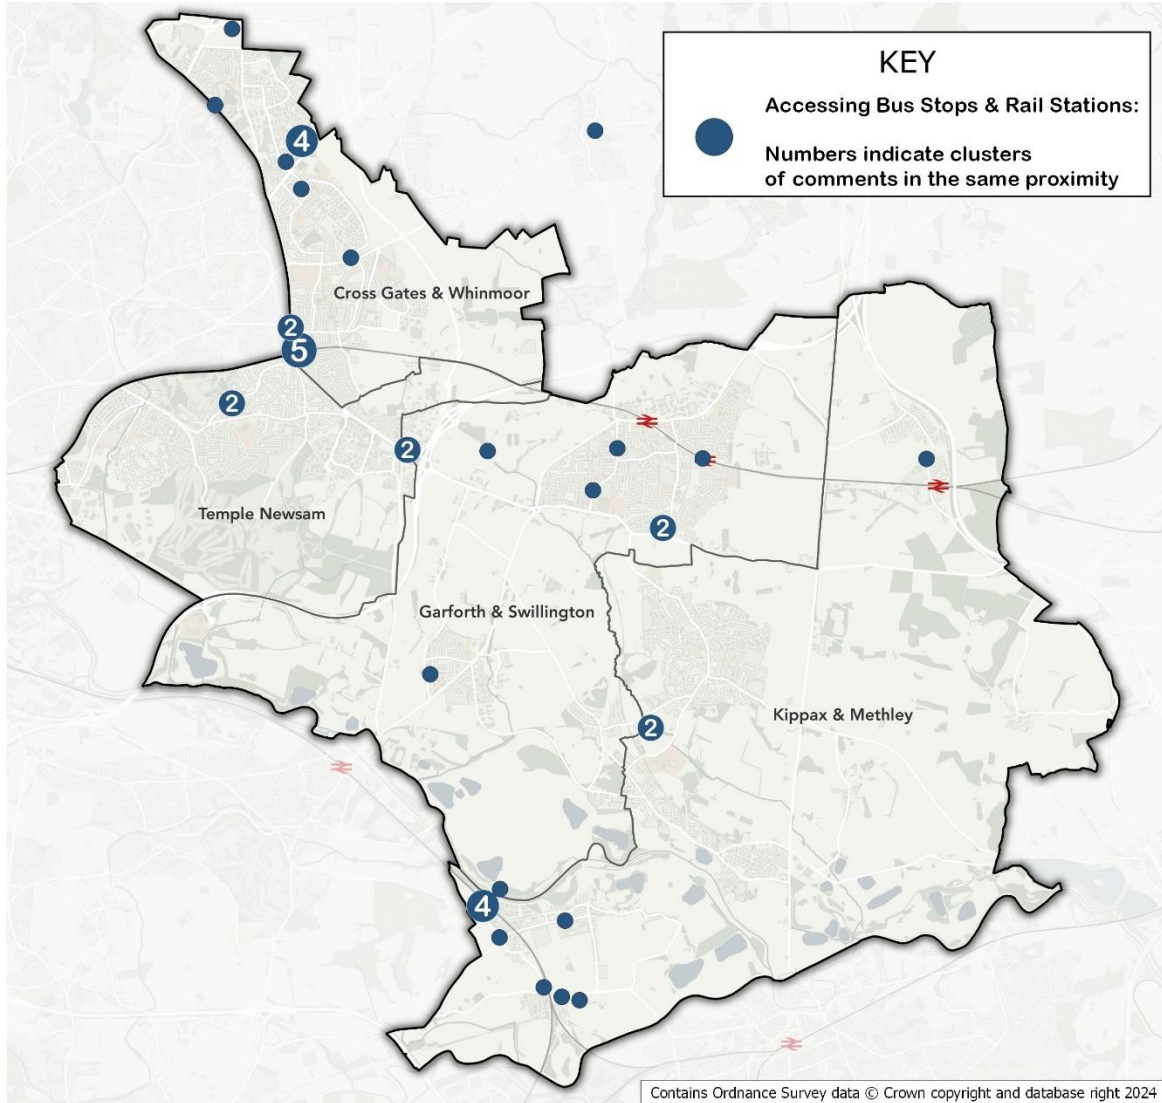 KEY
Accessing Bus Stops & Rail Stations:
Numbers indicate clusters
of comments in the same proximity
4
Cross Gates & Whinmoor
2
5
2
2
Temple Newsam
2
Garforth & Swillington
Kippax & Methley
2
4
Contains Ordnance Survey data © Crown copyright and database right 2024